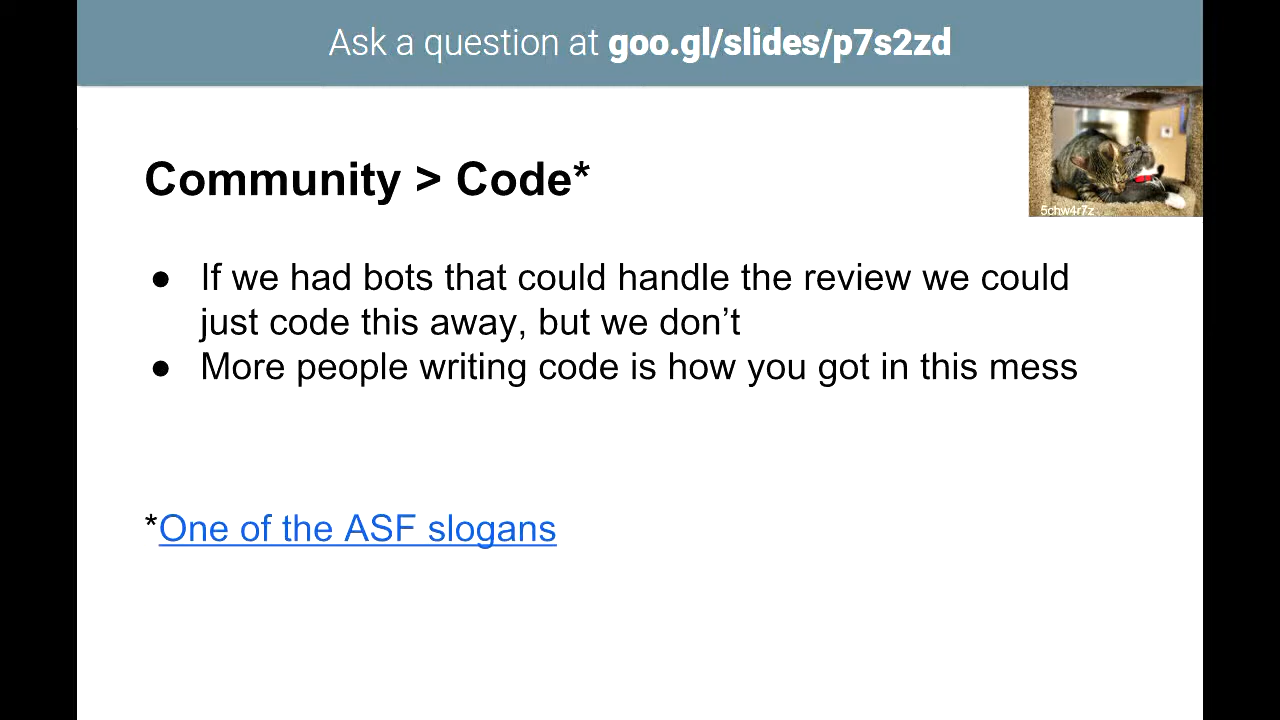 Ask a question at goo.gl/slides/p7s2zd
5chw4r7z
Community > Code*
● If we had bots that could handle the review we could
just code this away, but we don’t
● More people writing code is how you got in this mess
*One of the ASF slogans